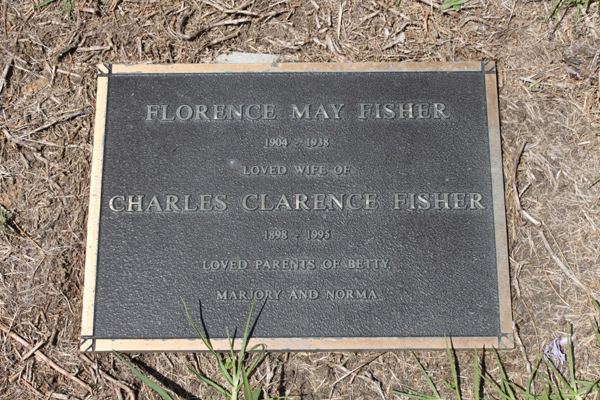 FLORENCE MAY FISHER
1904 - 1938
LOVED WIFE OF
CHARLES CLARENCE FISHER
1898 - 1995
LOVED PARENTS OF BETTY,
MARJORY AND NORMA